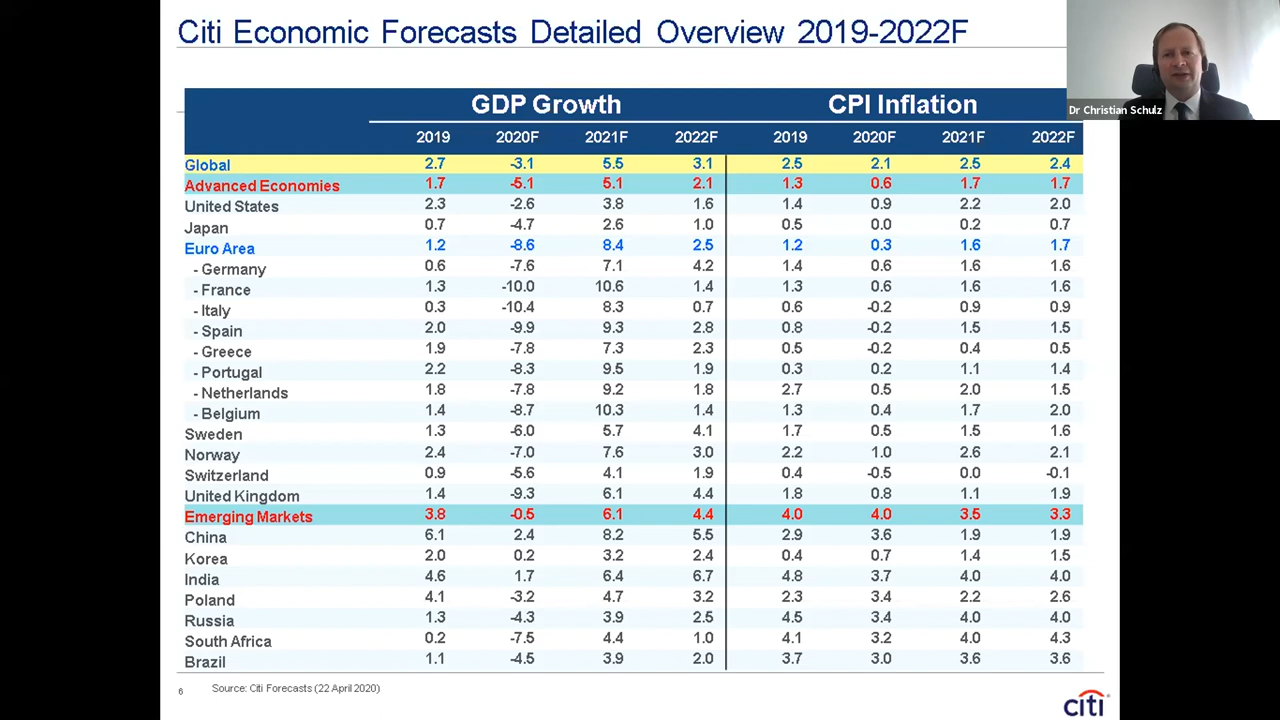 Citi Economic Forecasts Detailed Overview 2019-2022F
Dr Christian Schulz
GDP Growth CPI Inflation
2019 2020F 2021F 2022F 2019 2020F 2021F 2022F
Global 2.7 -3.1 5.5 3.1 2.5 2.1 2.5 2.4
Advanced Economies 1.7 -5.1 5.1 2.1 1.3 0.6 1.7 1.7
United States 2.3 -2.6 3.8 1.6 1.4 0.9 2.2 2.0
Japan 0.7 -4.7 2.6 1.0 0.5 0.0 0.2 0.7
Euro Area 1.2 -8.6 8.4 2.5 1.2 0.3 1.6 1.7
- Germany 0.6 -7.6 7.1 4.2 1.4 0.6 1.6 1.6
- France 1.3 -10.0 10.6 1.4 1.3 0.6 1.6 1.6
- Italy 0.3 -10.4 8.3 0.7 0.6 -0.2 0.9 0.9
- Spain 2.0 -9.9 9.3 2.8 0.8 -0.2 1.5 1.5
- Greece 1.9 -7.8 7.3 2.3 0.5 -0.2 0.4 0.5
- Portugal 2.2 -8.3 9.5 1.9 0.3 0.2 1.1 1.4
- Netherlands 1.8 -7.8 9.2 1.8 2.7 0.5 2.0 1.5
- Belgium 1.4 -8.7 10.3 1.4 1.3 0.4 1.7 2.0
Sweden 1.3 -6.0 5.7 4.1 1.7 0.5 1.5 1.6
Norway 2.4 -7.0 7.6 3.0 2.2 1.0 2.6 2.1
Switzerland 0.9 -5.6 4.1 1.9 0.4 -0.5 0.0 -0.1
United Kingdom 1.4 -9.3 6.1 4.4 1.8 0.8 1.1 1.9
Emerging Markets 3.8 -0.5 6.1 4.4 4.0 4.0 3.5 3.3
China 6.1 2.4 8.2 5.5 2.9 3.6 1.9 1.9
Korea 2.0 0.2 3.2 2.4 0.4 0.7 1.4 1.5
India 4.6 1.7 6.4 6.7 4.8 3.7 4.0 4.0
Poland 4.1 -3.2 4.7 3.2 2.3 3.4 2.2 2.6
Russia 1.3 -4.3 3.9 2.5 4.5 3.4 4.0 4.0
South Africa 0.2 -7.5 4.4 1.0 4.1 3.2 4.0 4.3
Brazil 1.1 -4.5 3.9 2.0 3.7 3.0 3.6 3.6
6 Source: Citi Forecasts (22 April 2020)
citi